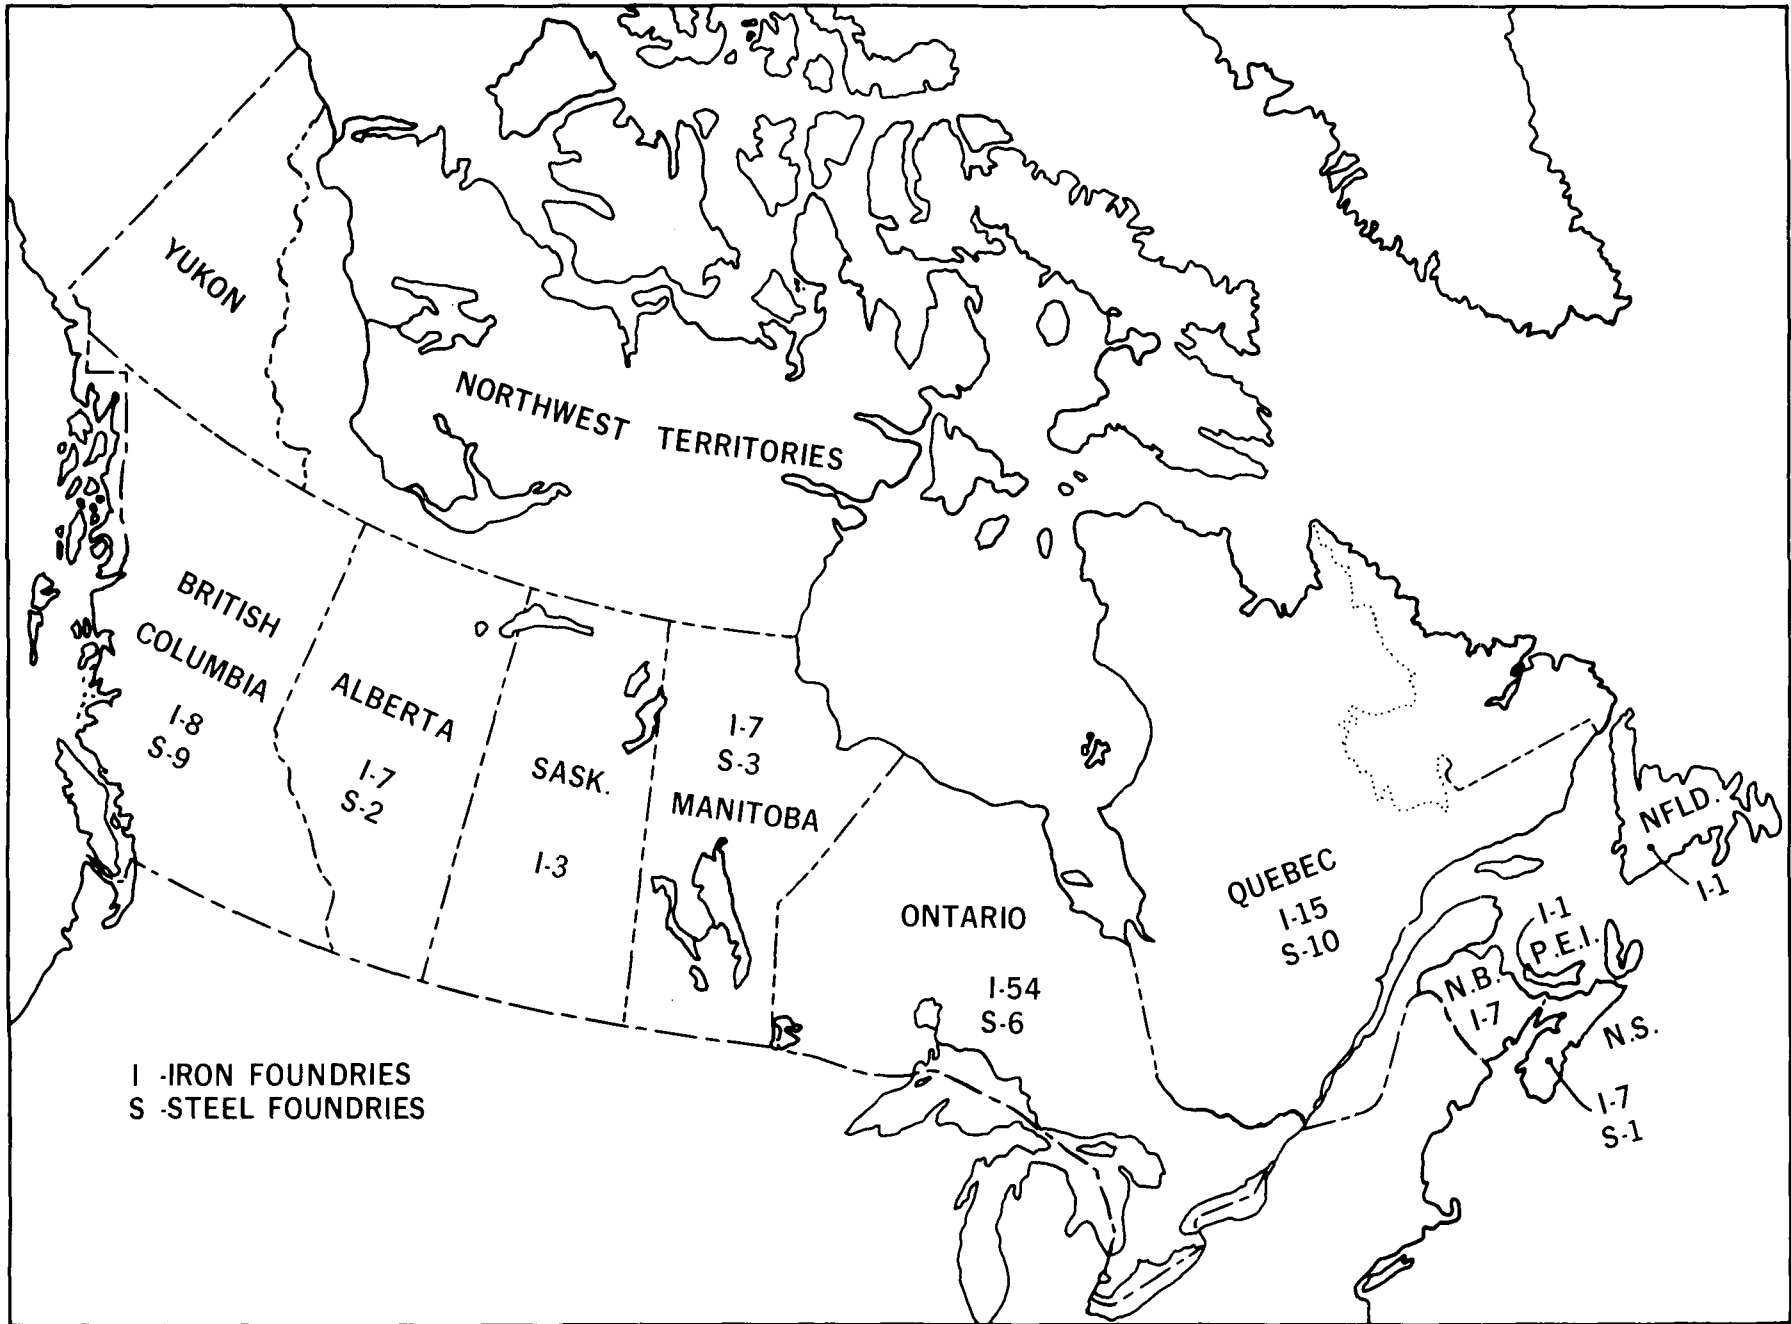 YUKON
NORTHWEST TERRITORIES
BRITISH
COLUMBIA
I-8
S-9
ALBERTA
I-7
S-2
SASK.
I-3
I-7
S-3
MANITOBA
ONTARIO
I-54
S-6
QUEBEC
I-15
S-10
NFLD.
I-1
I-1
P.E.I.
N.B.
I-7
N.S.
I-7
S-1
I -IRON FOUNDRIES
S -STEEL FOUNDRIES